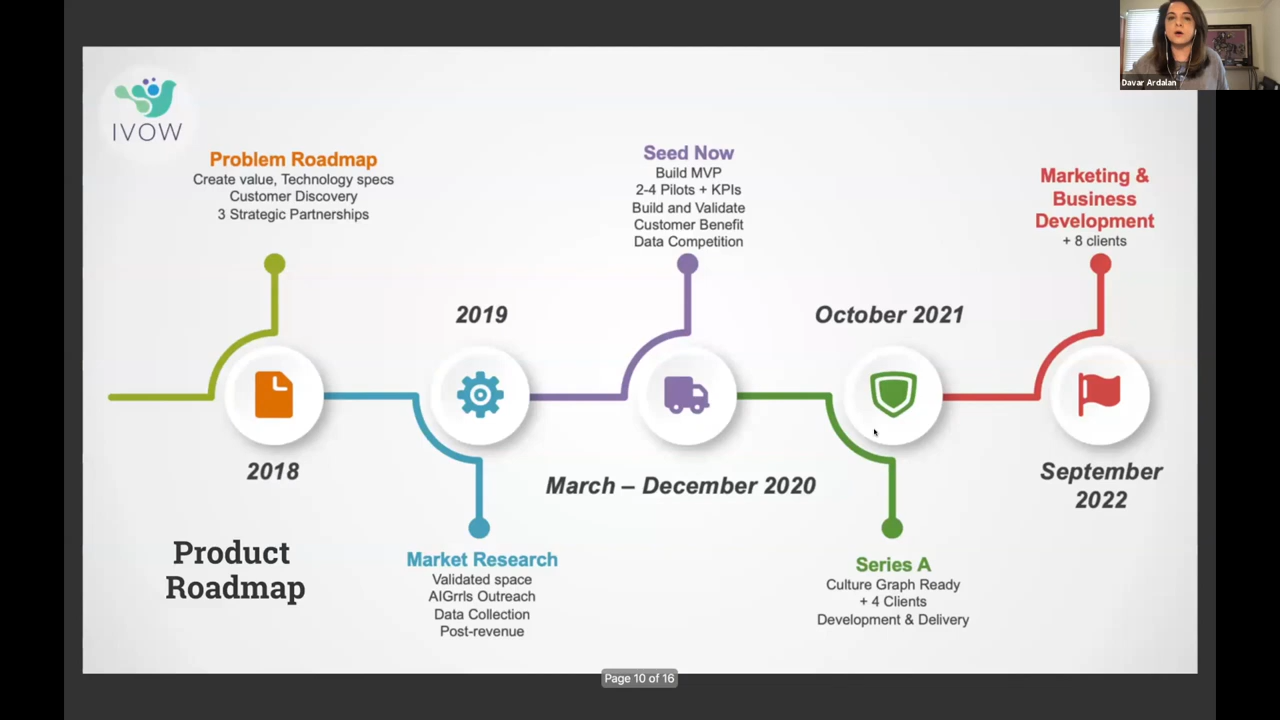 Davar Ardalan
IVOW
Problem Roadmap
Create value, Technology specs
Customer Discovery
3 Strategic Partnerships
2018
2019
Market Research
Validated space
AIGrrls Outreach
Data Collection
Post-revenue
Seed Now
Build MVP
2-4 Pilots + KPIs
Build and Validate
Customer Benefit
Data Competition
March – December 2020
October 2021
Series A
Culture Graph Ready
+ 4 Clients
Development & Delivery
Marketing &
Business
Development
+ 8 clients
September
2022
Product
Roadmap
Page 10 of 16